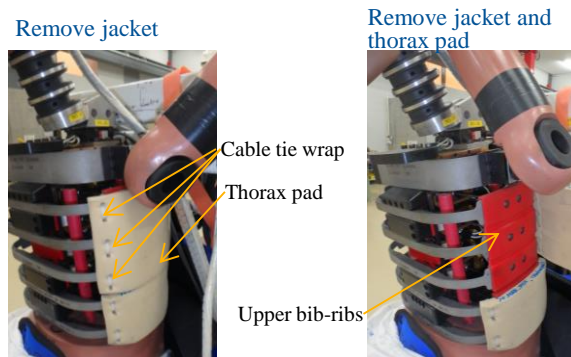 Remove jacket
Remove jacket and
thorax pad
Cable tie wrap
Thorax pad
Upper bib-ribs